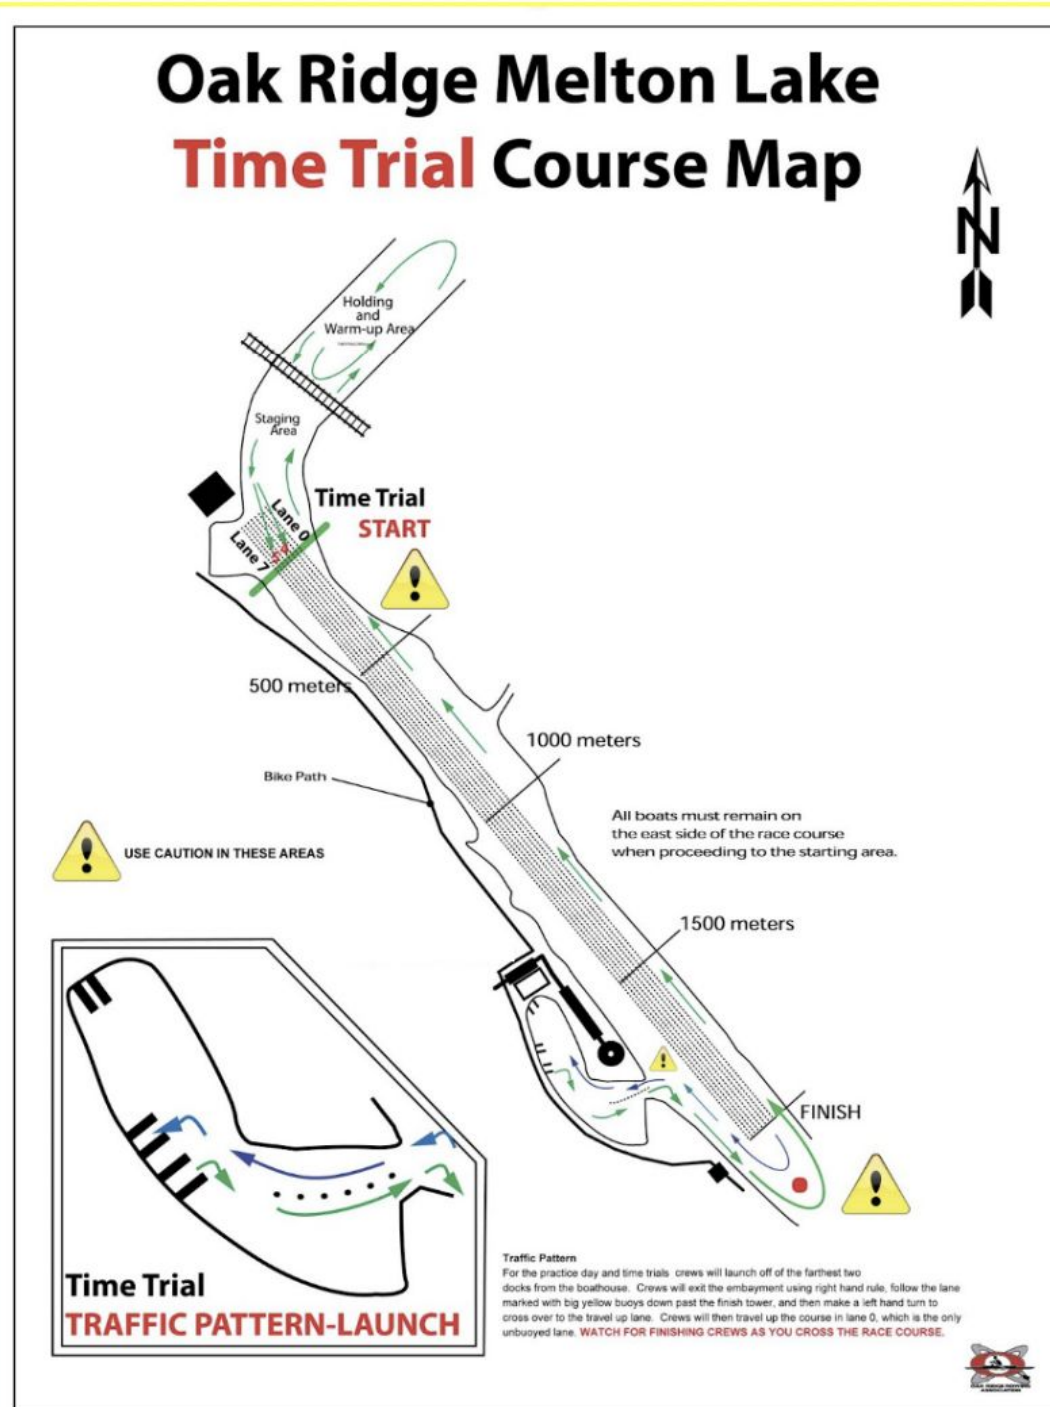 Oak Ridge Melton Lake
Time Trial Course Map
N
Holding
and
Warm-up Area
Staging
Area
Lane 0
Lane 7
5 4
Time Trial
START
500 meters
1000 meters
Bike Path
All boats must remain on
the east side of the race course
when proceeding to the starting area.
USE CAUTION IN THESE AREAS
1500 meters
FINISH
Time Trial
TRAFFIC PATTERN-LAUNCH
Traffic Pattern
For the practice day and time trials crews will launch off of the farthest two
docks from the boathouse. Crews will exit the embayment using right hand rule, follow the lane
marked with big yellow buoys down past the finish tower, and then make a left hand turn to
cross over to the travel up lane. Crews will then travel up the course in lane 0, which is the only
unbuoyed lane. WATCH FOR FINISHING CREWS AS YOU CROSS THE RACE COURSE.
OAK RIDGE ROWING
ASSOCIATION